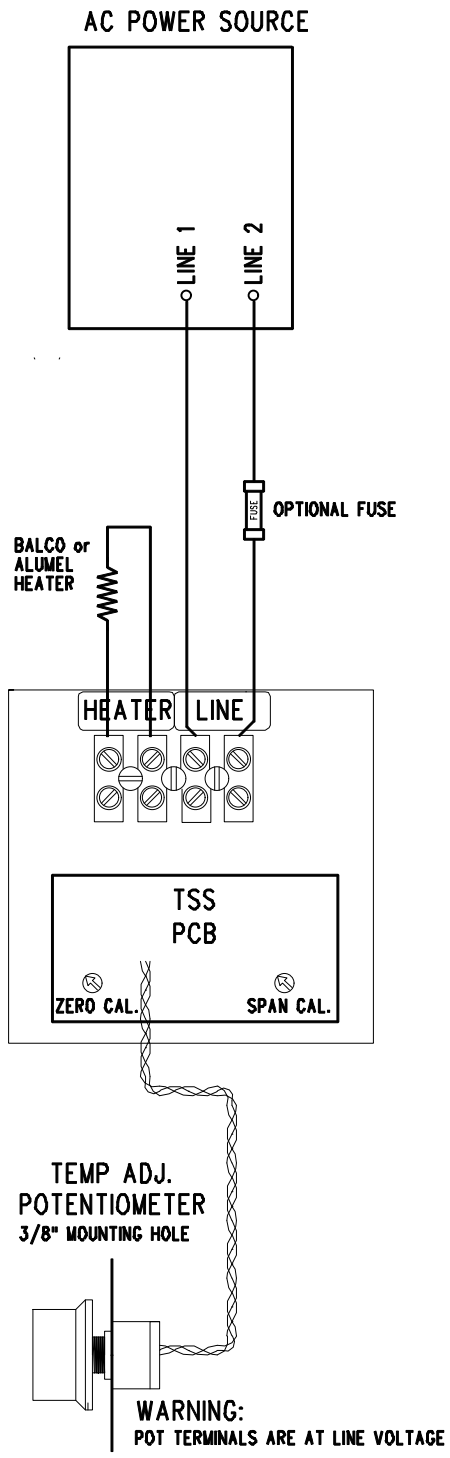 AC POWER SOURCE
LINE 1
LINE 2
FUSE
OPTIONAL FUSE
BALCO or
ALUMEL
HEATER
HEATER
LINE
TSS
PCB
ZERO CAL.
SPAN CAL.
TEMP ADJ.
POTENTIOMETER
3/8" MOUNTING HOLE
WARNING:
POT TERMINALS ARE AT LINE VOLTAGE